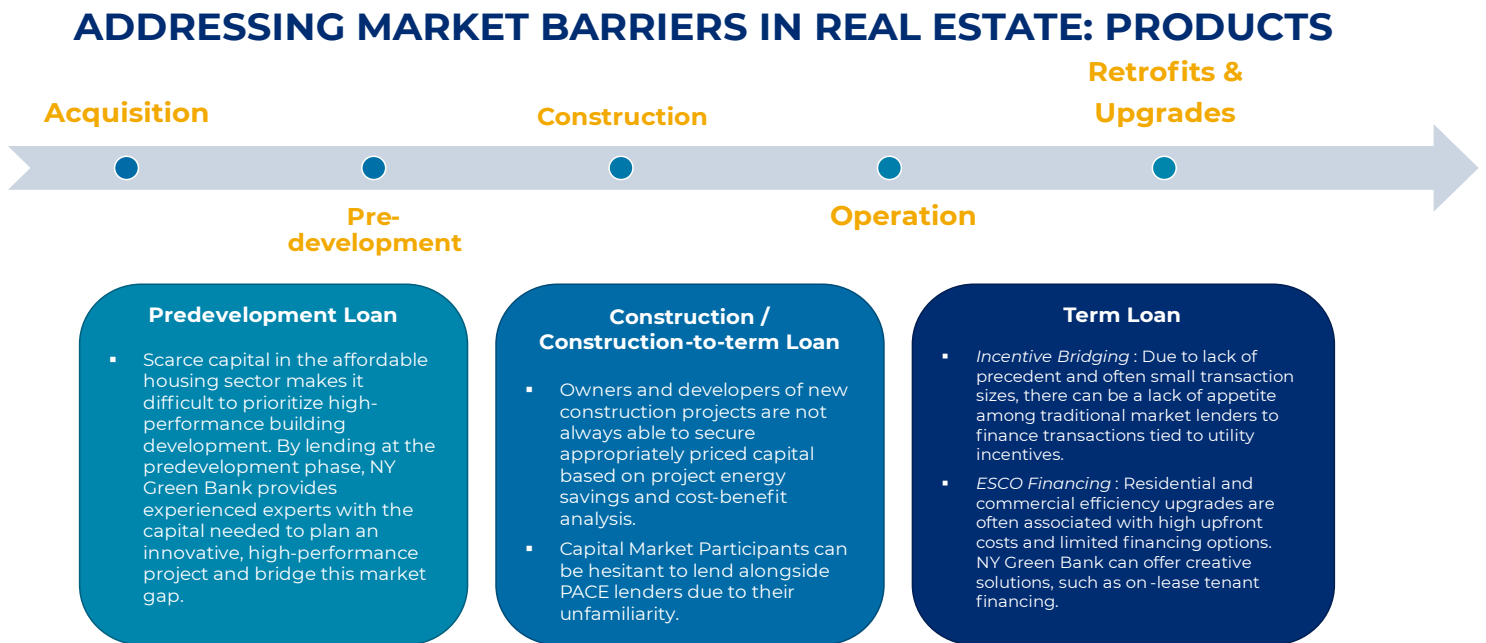 ADDRESSING MARKET BARRIERS IN REAL ESTATE: PRODUCTS
Acquisition
Pre-
development
Construction
Operation
Retrofits &
Upgrades
Predevelopment Loan
▪ Scarce capital in the affordable
housing sector makes it
difficult to prioritize high-
performance building
development. By lending at the
predevelopment phase, NY
Green Bank provides
experienced experts with the
capital needed to plan an
innovative, high-performance
project and bridge this market
gap.
Construction /
Construction-to-term Loan
▪ Owners and developers of new
construction projects are not
always able to secure
appropriately priced capital
based on project energy
savings and cost-benefit
analysis.
▪ Capital Market Participants can
be hesitant to lend alongside
PACE lenders due to their
unfamiliarity.
Term Loan
▪ Incentive Bridging : Due to lack of
precedent and often small transaction
sizes, there can be a lack of appetite
among traditional market lenders to
finance transactions tied to utility
incentives.
▪ ESCO Financing : Residential and
commercial efficiency upgrades are
often associated with high upfront
costs and limited financing options.
NY Green Bank can offer creative
solutions, such as on-lease tenant
financing.